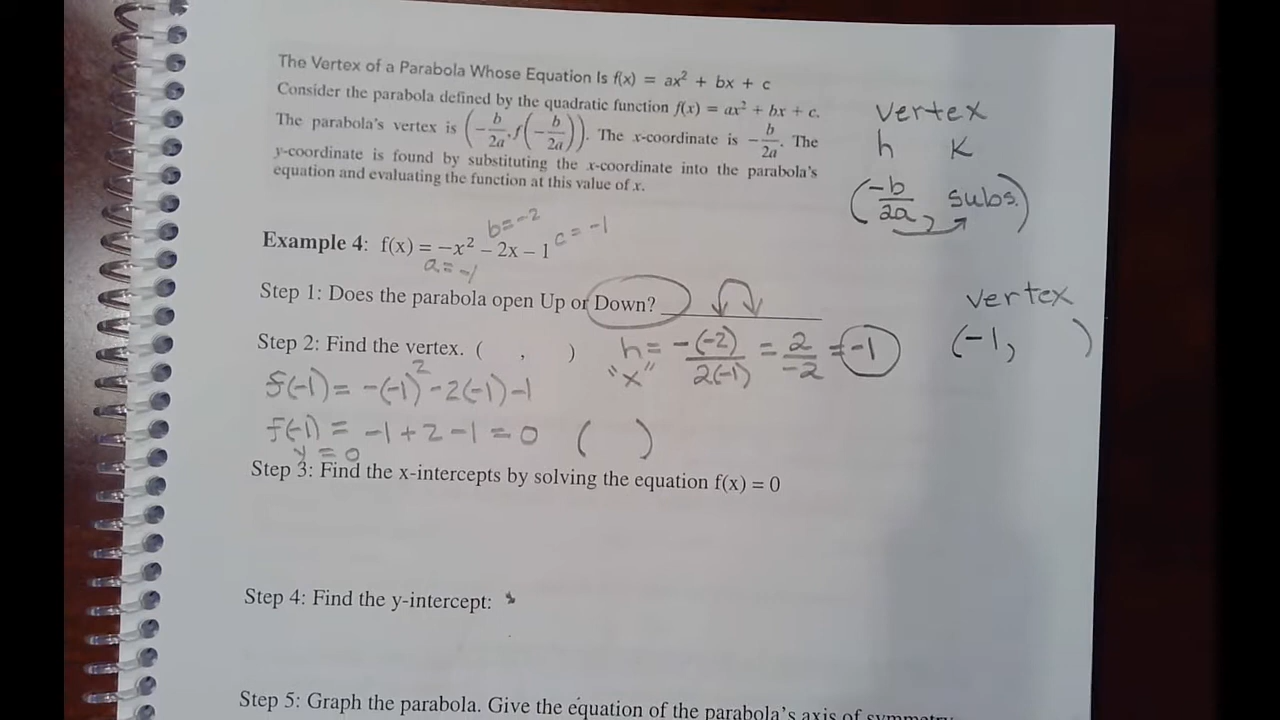 The Vertex of a Parabola Whose Equation Is f(x) = ax² + bx + c
Consider the parabola defined by the quadratic function f(x) = ax² + bx + c.
The parabola's vertex is (-b/2a, f(-b/2a)). The x-coordinate is -b/2a. The
y-coordinate is found by substituting the x-coordinate into the parabola's
equation and evaluating the function at this value of x.
vertex
h k
(-b/2a, subs.)
b=-2
Example 4: f(x) = -x² - 2x - 1 c=-1
a=-1
Step 1: Does the parabola open Up or Down?
vertex
(-1, )
Step 2: Find the vertex. ( , ) h = -(-2)/2(-1) = 2/-2 = -1
"x"
f(-1) = -(-1)² -2(-1) -1
f(-1) = -1+2-1=0 ( )
y = 0
Step 3: Find the x-intercepts by solving the equation f(x) = 0
Step 4: Find the y-intercept:
Step 5: Graph the parabola. Give the equation of the parabola's axis of symmetry